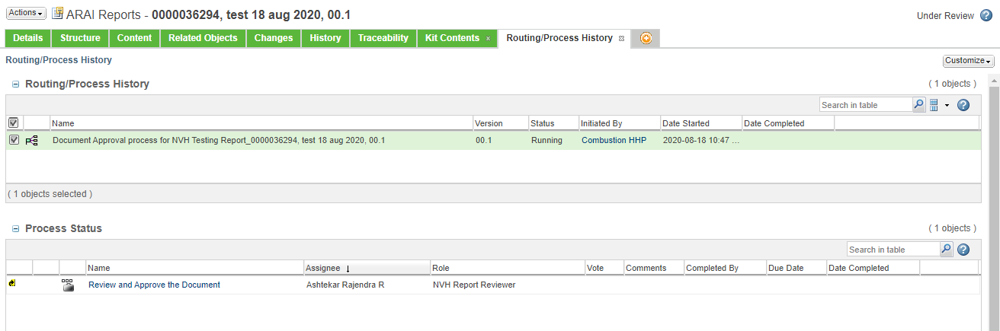 Actions
ARAI Reports - 0000036294, test 18 aug 2020, 00.1
Under Review
Details Structure Content Related Objects Changes History Traceability Kit Contents Routing/Process History
Routing/Process History
Customize
Routing/Process History ( 1 objects )
Search in table
Name Version Status Initiated By Date Started Date Completed
Document Approval process for NVH Testing Report_0000036294, test 18 aug 2020, 00.1 00.1 Running Combustion HHP 2020-08-18 10:47 ...
( 1 objects selected )
Process Status ( 1 objects )
Search in table
Name Assignee Role Vote Comments Completed By Due Date Date Completed
Review and Approve the Document Ashtekar Rajendra R NVH Report Reviewer